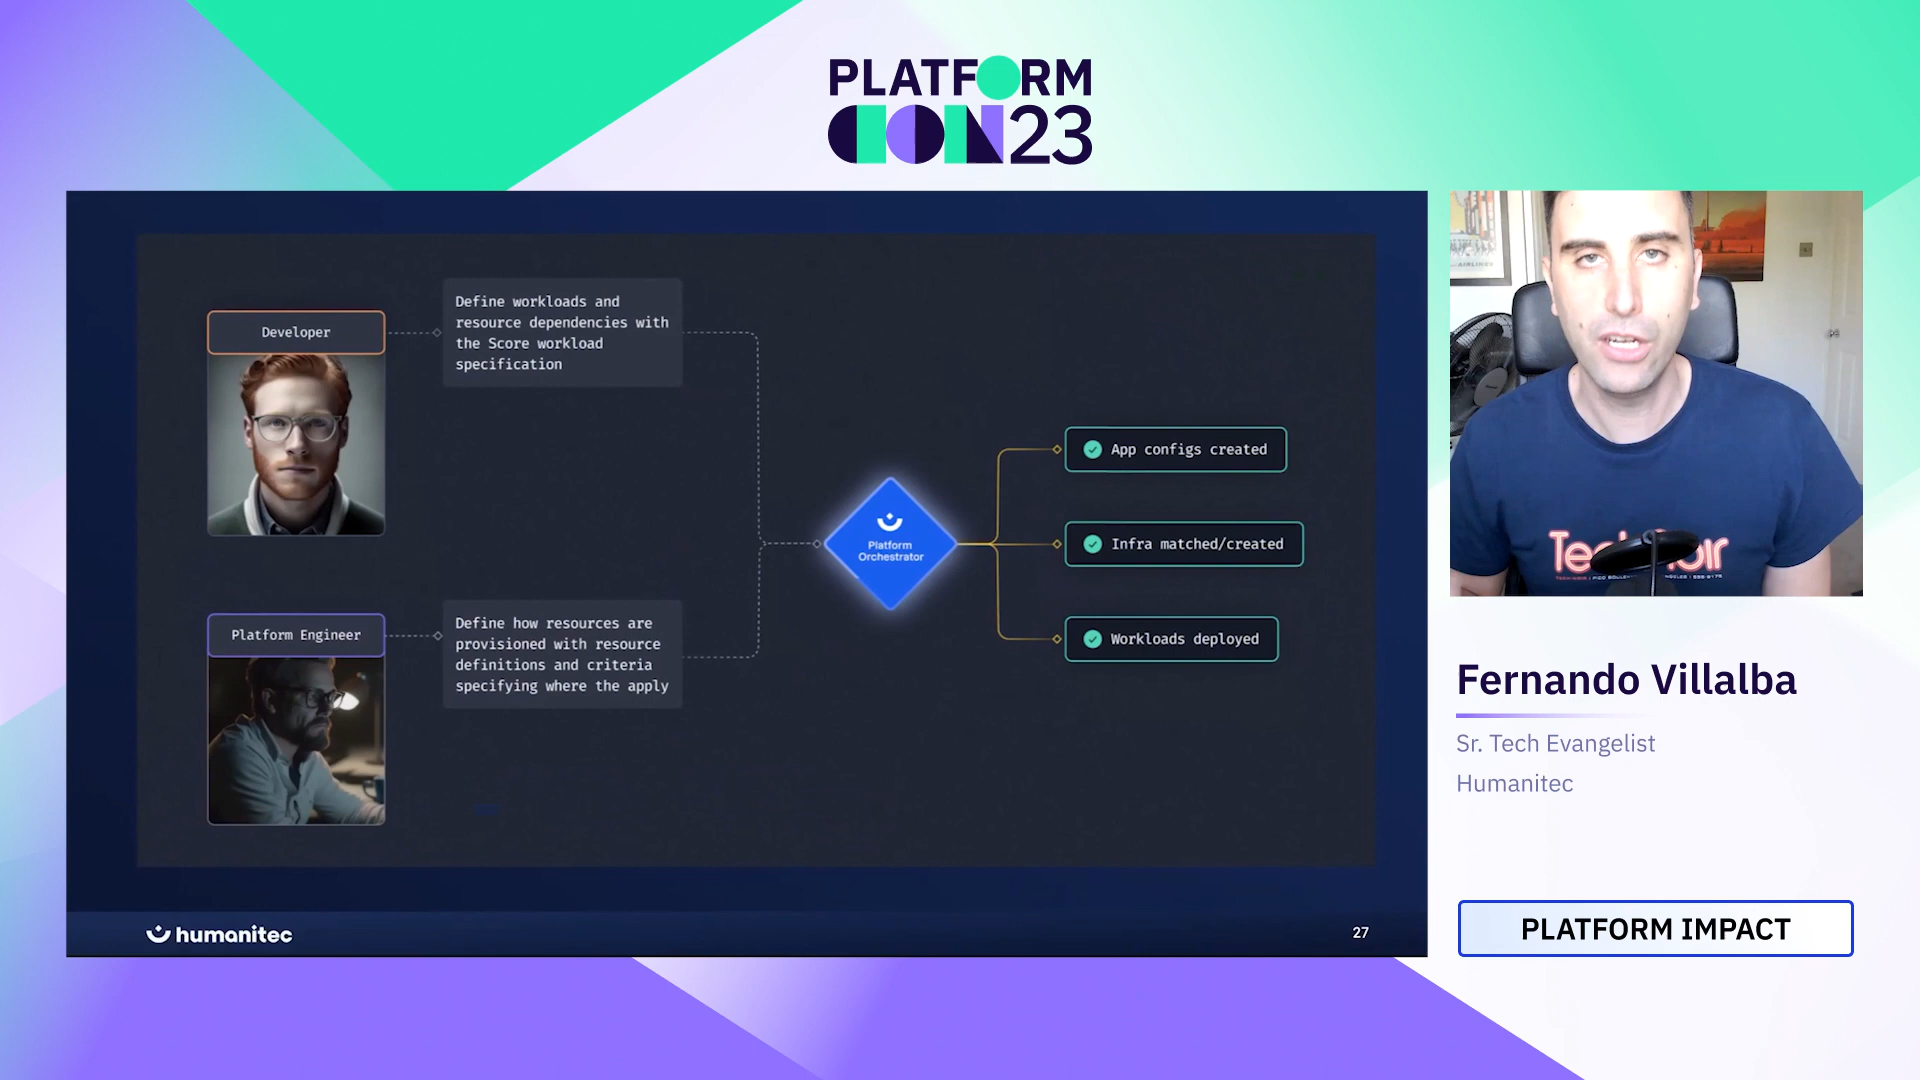 PLATFORM
CON23
Developer
Define workloads and
resource dependencies with
the Score workload
specification
Platform Engineer
Define how resources are
provisioned with resource
definitions and criteria
specifying where the apply
Platform
Orchestrator
App configs created
Infra matched/created
Workloads deployed
humanitec
27
AIRLINES
Fernando Villalba
Sr. Tech Evangelist
Humanitec
PLATFORM IMPACT